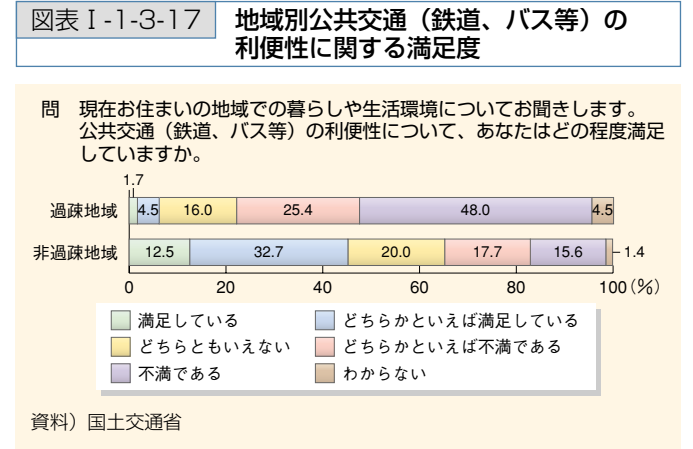 図表Ⅰ-1-3-17
地域別公共交通（鉄道、バス等）の
利便性に関する満足度
問　現在お住まいの地域での暮らしや生活環境についてお聞きします。
公共交通（鉄道、バス等）の利便性について、あなたはどの程度満足
していますか。
1.7
過疎地域 4.5 16.0 25.4 48.0 4.5
非過疎地域 12.5 32.7 20.0 17.7 15.6 1.4
0 20 40 60 80 100（％）
満足している　どちらかといえば満足している
どちらともいえない　どちらかといえば不満である
不満である　わからない
資料）国土交通省